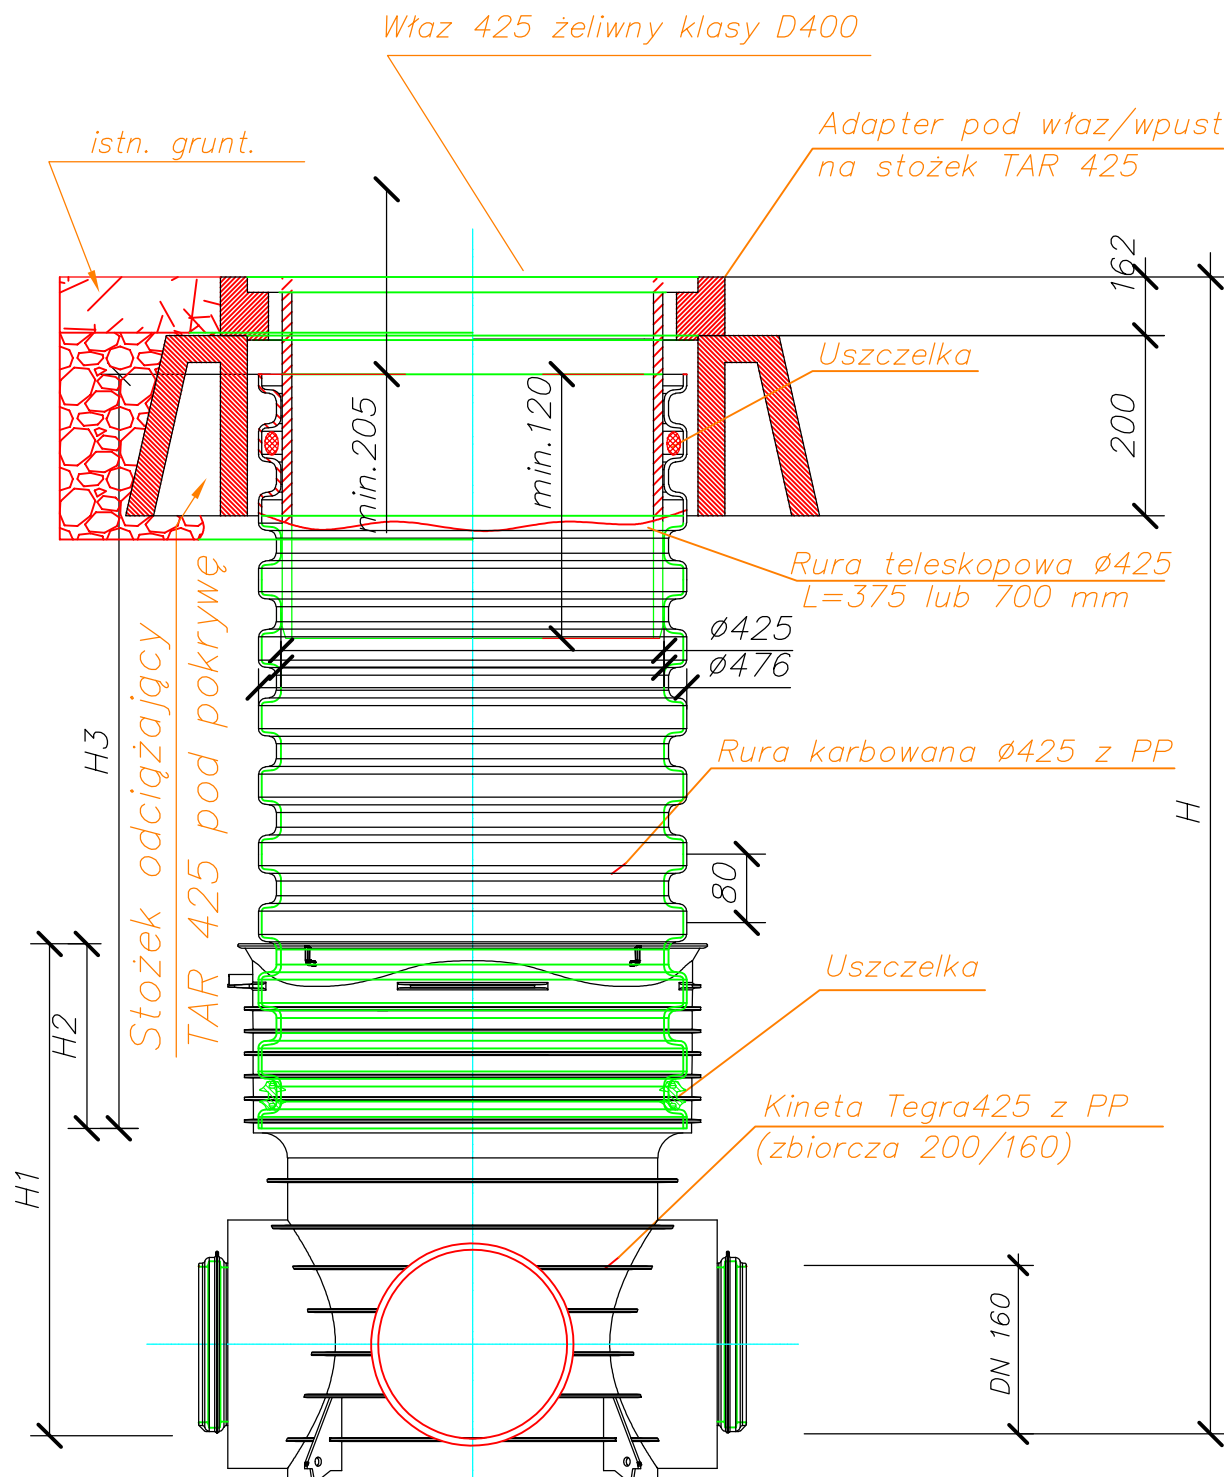 Właz 425 żeliwny klasy D400
Adapter pod właz/wpust
na stożek TAR 425
istn. grunt.
162
Uszczelka
200
min.205
min.120
Rura teleskopowa ø425
L=375 lub 700 mm
ø425
ø476
Stożek odciążający
TAR 425 pod pokrywę
H3
Rura karbowana ø425 z PP
H
80
Uszczelka
H2
Kineta Tegra425 z PP
(zbiorcza 200/160)
H1
DN 160